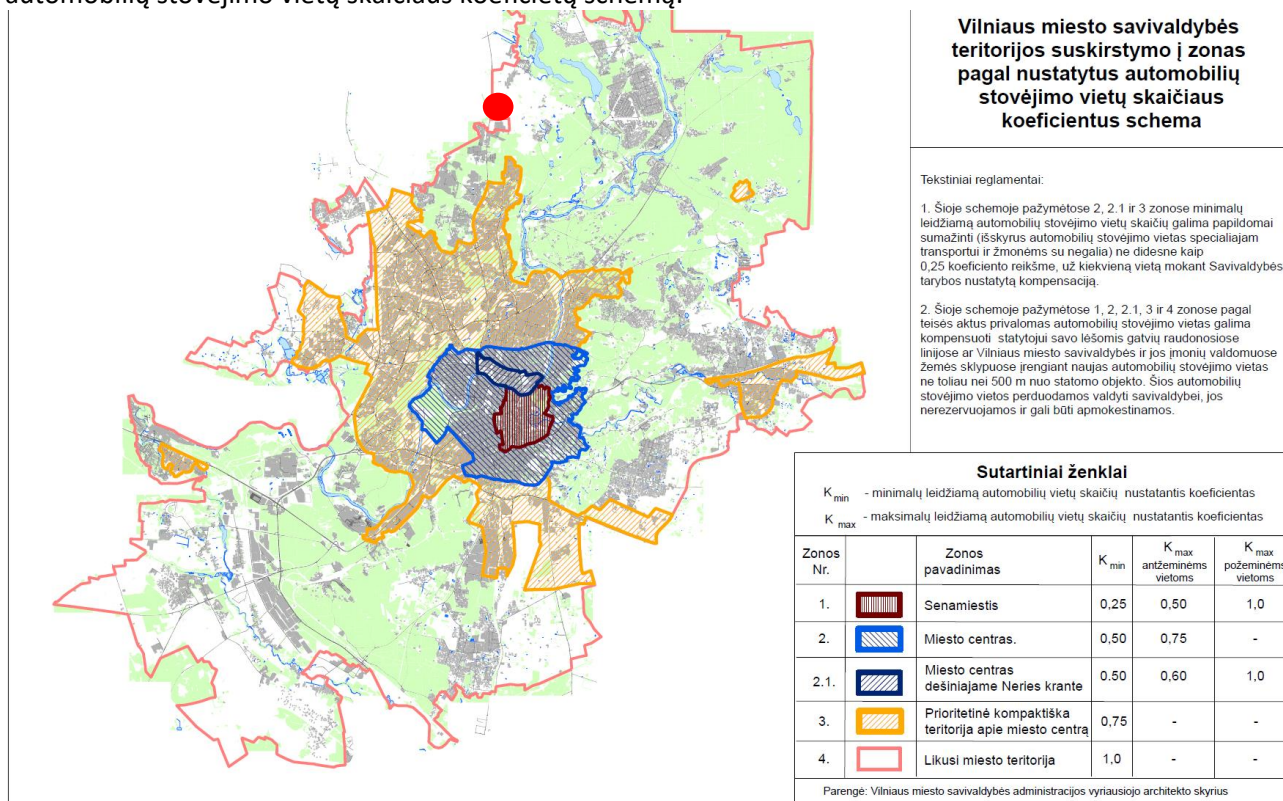 automobilių stovėjimo vietų skaičiaus koeficietų schemą.
Vilniaus miesto savivaldybės
teritorijos suskirstymo į zonas
pagal nustatytus automobilių
stovėjimo vietų skaičiaus
koeficientus schema
Tekstiniai reglamentai:
1. Šioje schemoje pažymėtose 2, 2.1 ir 3 zonose minimalų
leidžiamą automobilių stovėjimo vietų skaičių galima papildomai
sumažinti (išskyrus automobilių stovėjimo vietas specialiajam
transportui ir žmonėms su negalia) ne didesne kaip
0,25 koeficiento reikšme, už kiekvieną vietą mokant Savivaldybės
tarybos nustatytą kompensaciją.
2. Šioje schemoje pažymėtose 1, 2, 2.1, 3 ir 4 zonose pagal
teisės aktus privalomas automobilių stovėjimo vietas galima
kompensuoti statytojui savo lėšomis gatvių raudonosiose
linijose ar Vilniaus miesto savivaldybės ir jos įmonių valdomuose
žemės sklypuose įrengiant naujas automobilių stovėjimo vietas
ne toliau nei 500 m nuo statomo objekto. Šios automobilių
stovėjimo vietos perduodamos valdyti savivaldybei, jos
nerezervuojamos ir gali būti apmokestinamos.
Sutartiniai ženklai
K min - minimalų leidžiamą automobilių vietų skaičių nustatantis koeficientas
K max - maksimalų leidžiamą automobilių vietų skaičių nustatantis koeficientas
Zonos Nr. Zonos pavadinimas K min K max antžeminėms vietoms K max požeminėms vietoms
1. Senamiestis 0,25 0,50 1,0
2. Miesto centras. 0,50 0,75 -
2.1. Miesto centras dešiniajame Neries krante 0.50 0,60 1,0
3. Prioritetinė kompaktiška teritorija apie miesto centrą 0,75 - -
4. Likusi miesto teritorija 1,0 - -
Parengė: Vilniaus miesto savivaldybės administracijos vyriausiojo architekto skyrius